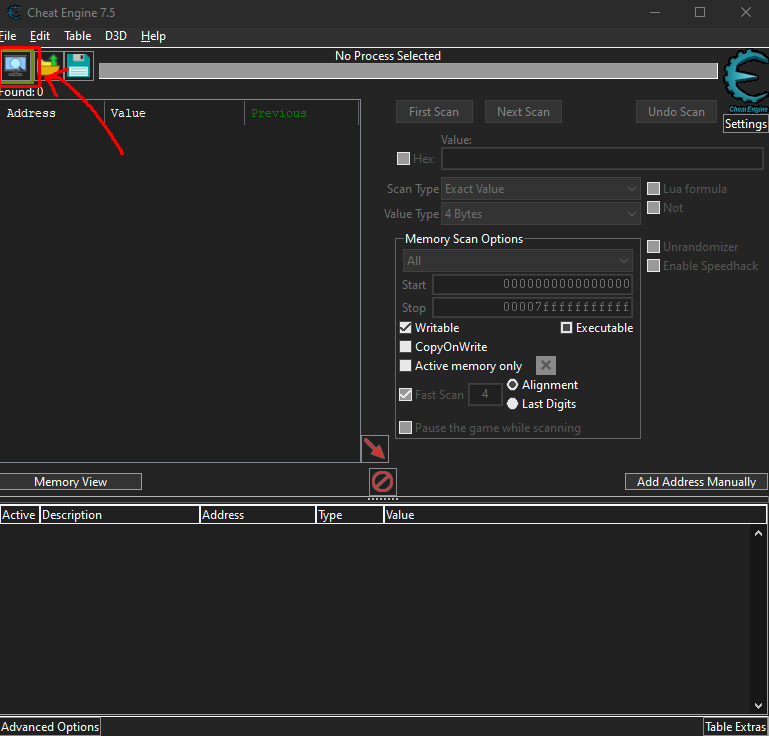 Cheat Engine 7.5
File Edit Table D3D Help
No Process Selected
Found:0
Cheat Engine
Settings
Address Value Previous
First Scan Next Scan Undo Scan
Value:
Hex
Scan Type Exact Value Lua formula
Not
Value Type 4 Bytes
Memory Scan Options
Unrandomizer
All
Enable Speedhack
Start 0000000000000000
Stop 00007fffffffffff
Writable Executable
CopyOnWrite
Active memory only
Fast Scan 4 Alignment
Last Digits
Pause the game while scanning
Memory View Add Address Manually
Active Description Address Type Value
Advanced Options Table Extras